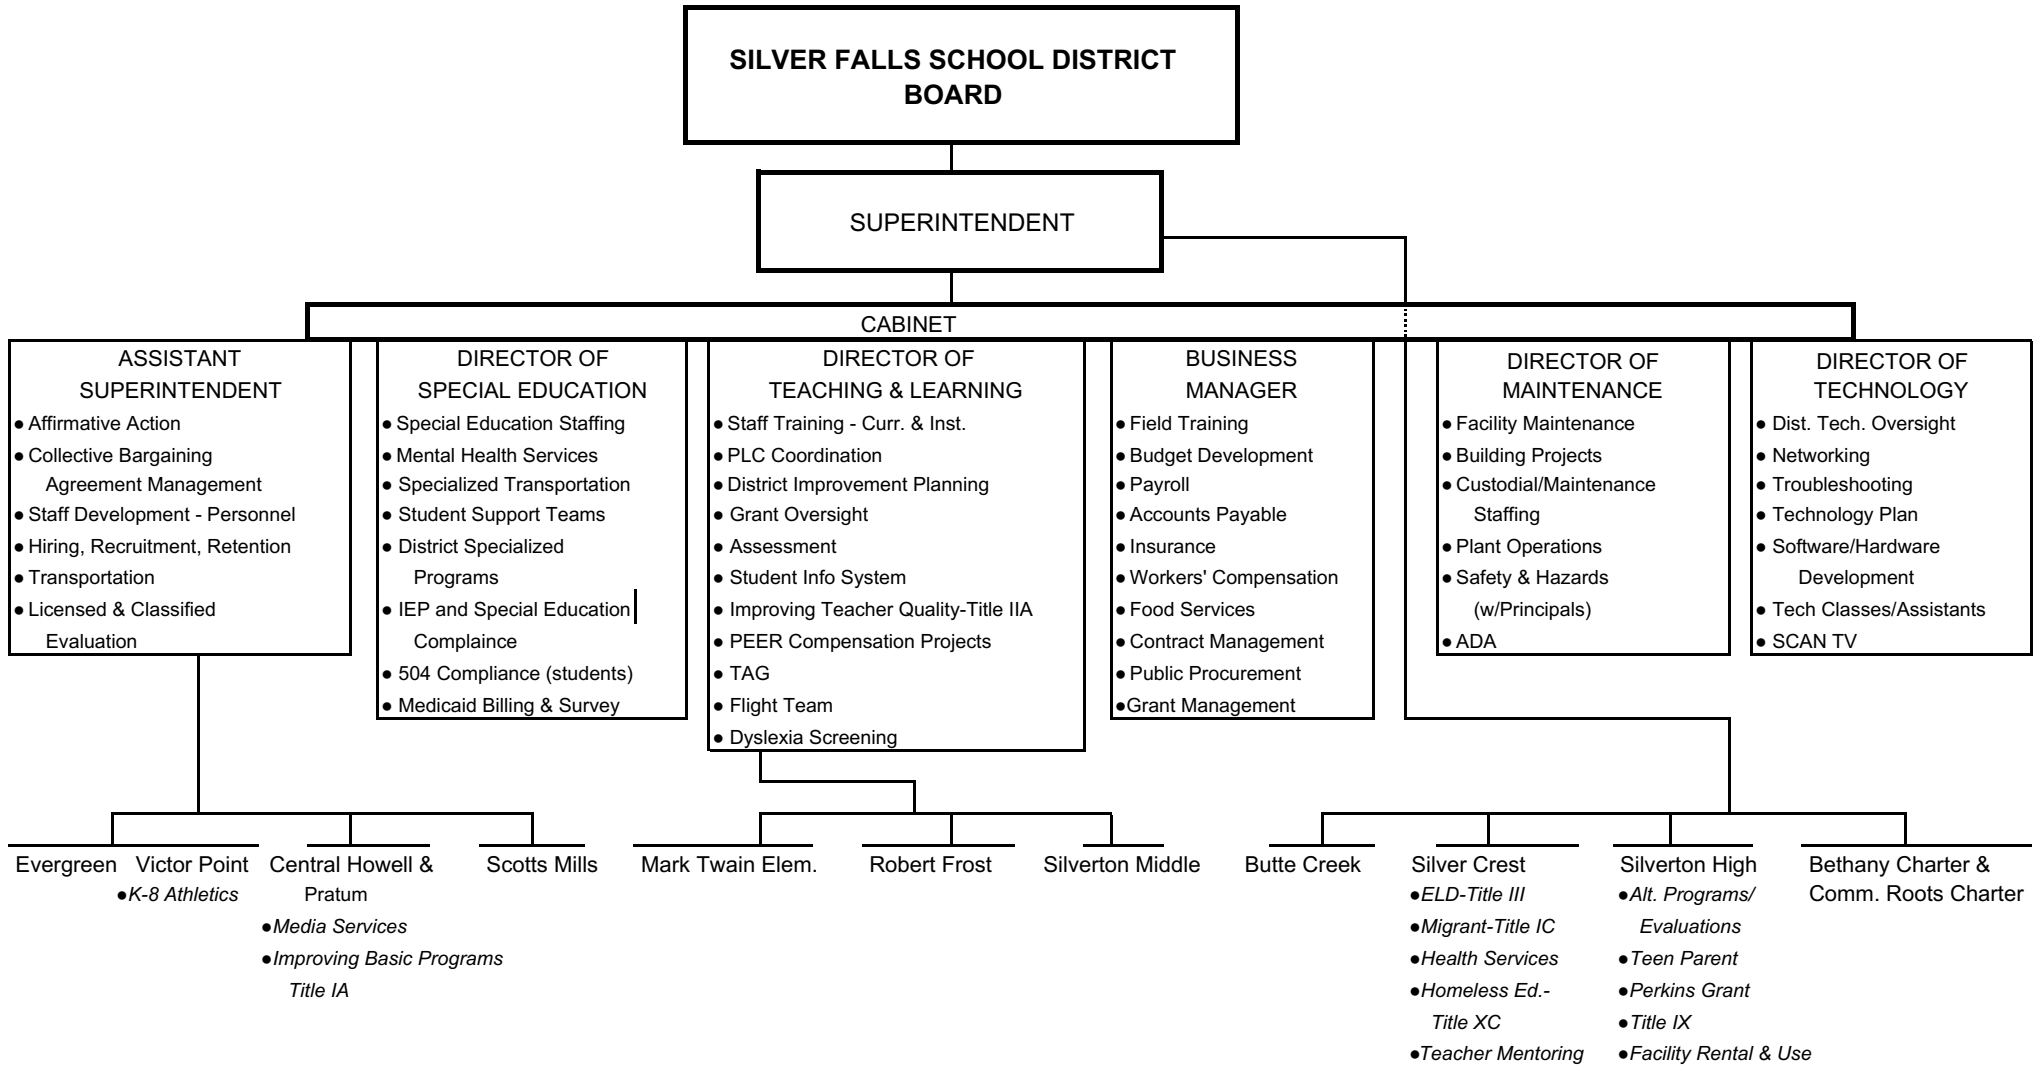 SILVER FALLS SCHOOL DISTRICT
BOARD
SUPERINTENDENT
CABINET
ASSISTANT
SUPERINTENDENT
● Affirmative Action
● Collective Bargaining
Agreement Management
● Staff Development - Personnel
● Hiring, Recruitment, Retention
● Transportation
● Licensed & Classified
Evaluation
DIRECTOR OF
SPECIAL EDUCATION
● Special Education Staffing
● Mental Health Services
● Specialized Transportation
● Student Support Teams
● District Specialized
Programs
● IEP and Special Education
Complaince
● 504 Compliance (students)
● Medicaid Billing & Survey
DIRECTOR OF
TEACHING & LEARNING
● Staff Training - Curr. & Inst.
● PLC Coordination
● District Improvement Planning
● Grant Oversight
● Assessment
● Student Info System
● Improving Teacher Quality-Title IIA
● PEER Compensation Projects
● TAG
● Flight Team
● Dyslexia Screening
BUSINESS
MANAGER
● Field Training
● Budget Development
● Payroll
● Accounts Payable
● Insurance
● Workers' Compensation
● Food Services
● Contract Management
● Public Procurement
●Grant Management
DIRECTOR OF
MAINTENANCE
● Facility Maintenance
● Building Projects
● Custodial/Maintenance
Staffing
● Plant Operations
● Safety & Hazards
(w/Principals)
● ADA
DIRECTOR OF
TECHNOLOGY
● Dist. Tech. Oversight
● Networking
● Troubleshooting
● Technology Plan
● Software/Hardware
Development
● Tech Classes/Assistants
● SCAN TV
Evergreen
Victor Point
●K-8 Athletics
Central Howell &
Pratum
●Media Services
●Improving Basic Programs
Title IA
Scotts Mills
Mark Twain Elem.
Robert Frost
Silverton Middle
Butte Creek
Silver Crest
●ELD-Title III
●Migrant-Title IC
●Health Services
●Homeless Ed.-
Title XC
●Teacher Mentoring
Silverton High
●Alt. Programs/
Evaluations
●Teen Parent
●Perkins Grant
●Title IX
●Facility Rental & Use
Bethany Charter &
Comm. Roots Charter